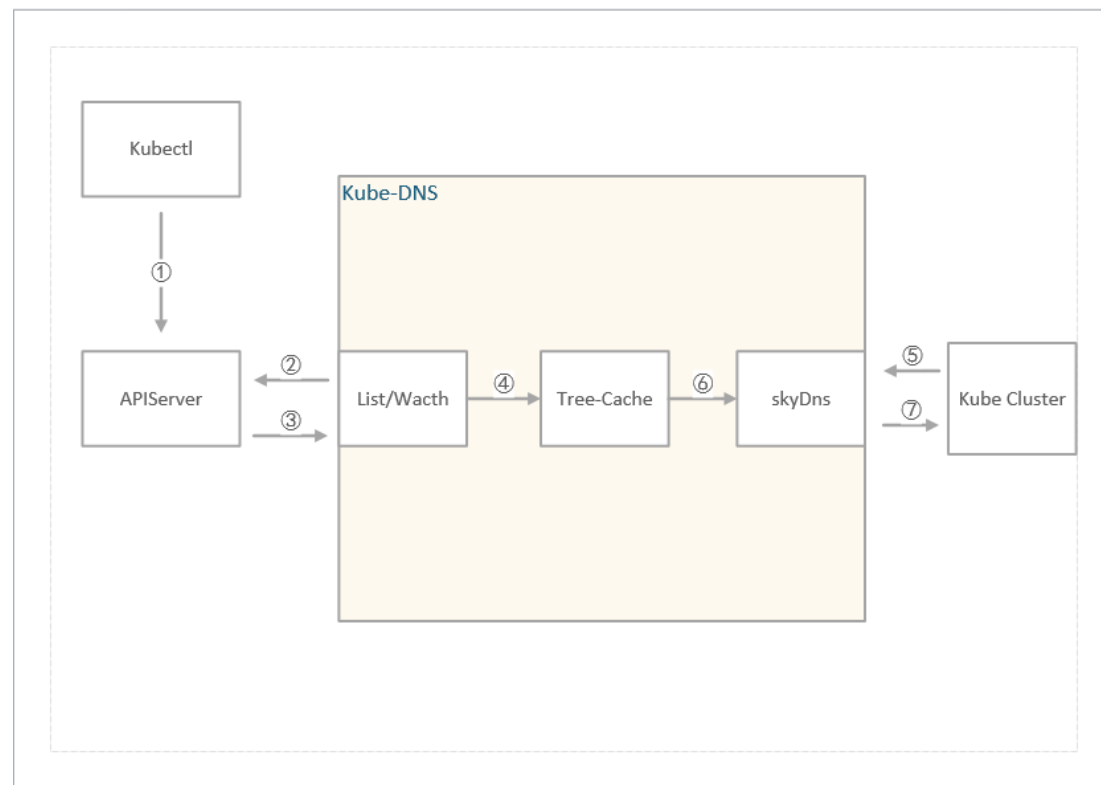 Kubectl
Kube-DNS
①
②
③
APIServer
List/Wacth
④
Tree-Cache
⑥
skyDns
⑤
⑦
Kube Cluster